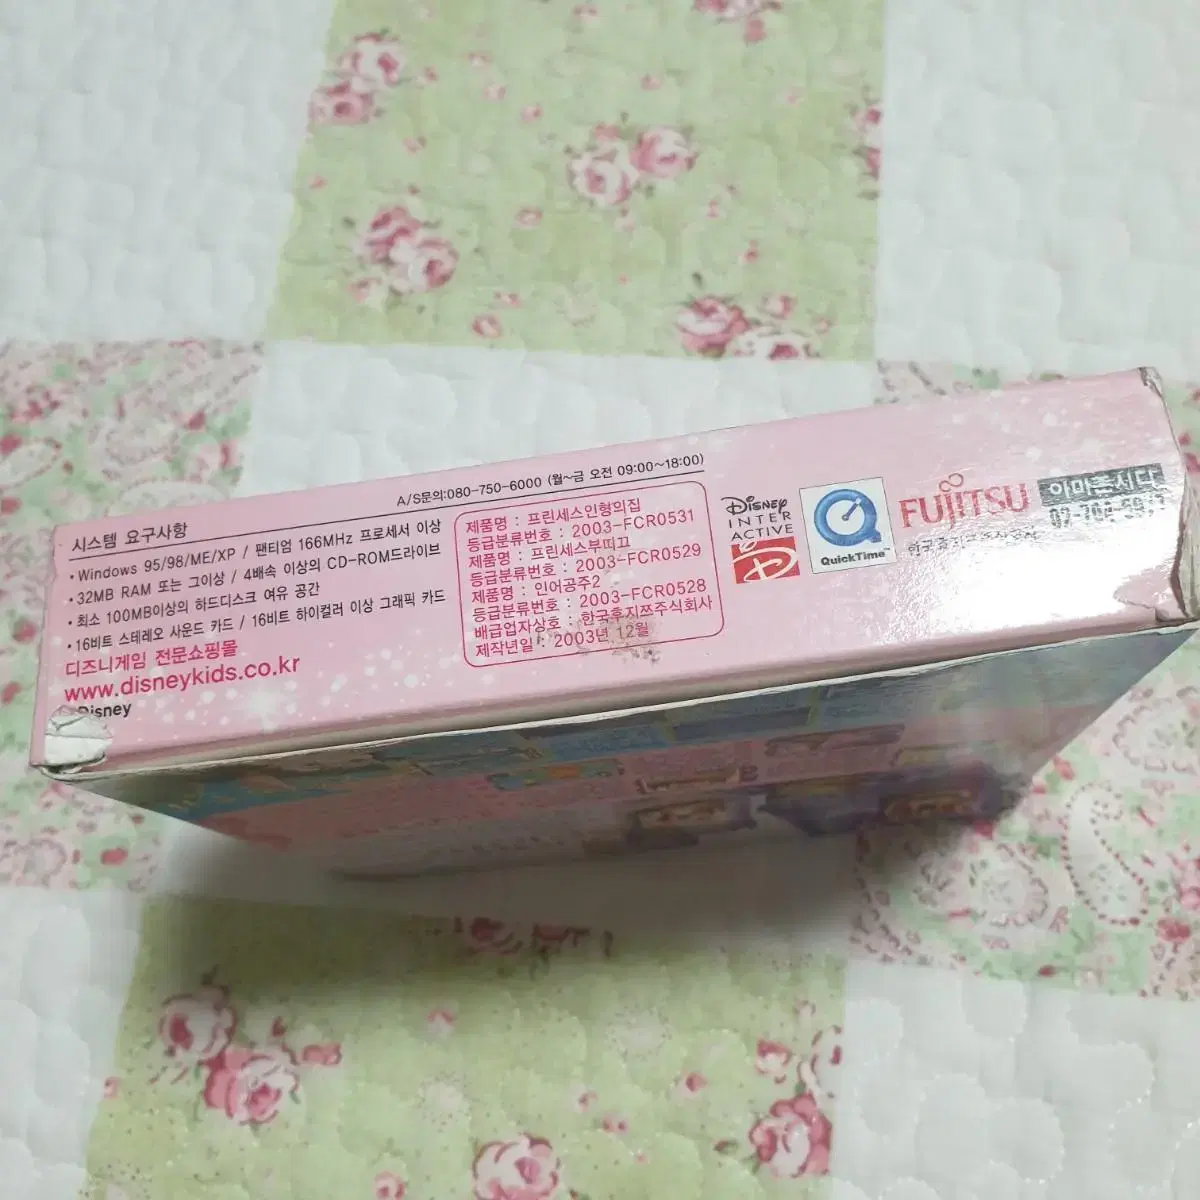 시스템 요구사항
A/S문의:080-750-6000 (월~금 오전 09:00~18:00)
• Windows 95/98/ME/XP / 팬티엄 166MHz 프로세서 이상
• 32MB RAM 또는 그이상 / 4배속 이상의 CD-ROM드라이브
• 최소 100MB이상의 하드디스크 여유 공간
• 16비트 스테레오 사운드 카드 / 16비트 하이컬러 이상 그래픽 카드
디즈니게임 전문쇼핑몰
www.disneykids.co.kr
Disney
제품명 : 프린세스인형의집
등급분류번호 : 2003-FCR0531
제품명 : 프린세스부띠끄
등급분류번호 : 2003-FCR0529
제품명 : 인어공주2
등급분류번호 : 2003-FCR0528
배급업자상호 : 한국후지쯔주식회사
제작년일 : 2003년 12월
DISNEY
INTER
ACTIVE
QuickTime
FUJITSU